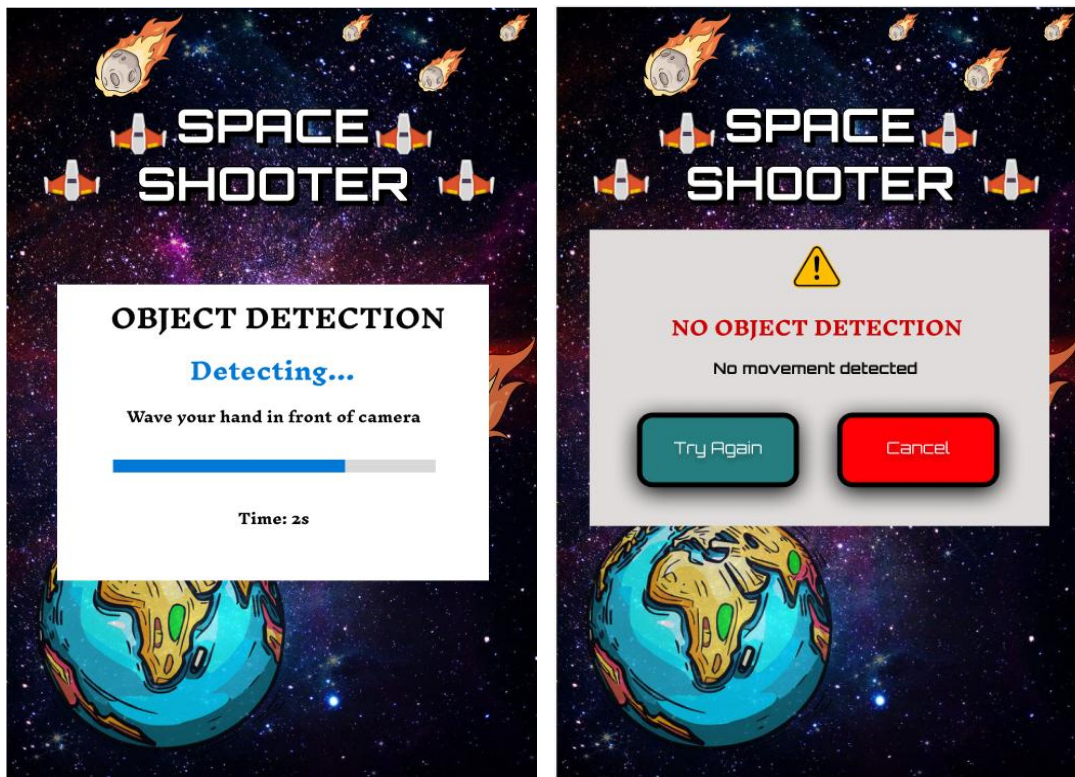 SPACE
SHOOTER
OBJECT DETECTION
Detecting...
Wave your hand in front of camera
Time: 2s
SPACE
SHOOTER
NO OBJECT DETECTION
No movement detected
Try Again
Cancel